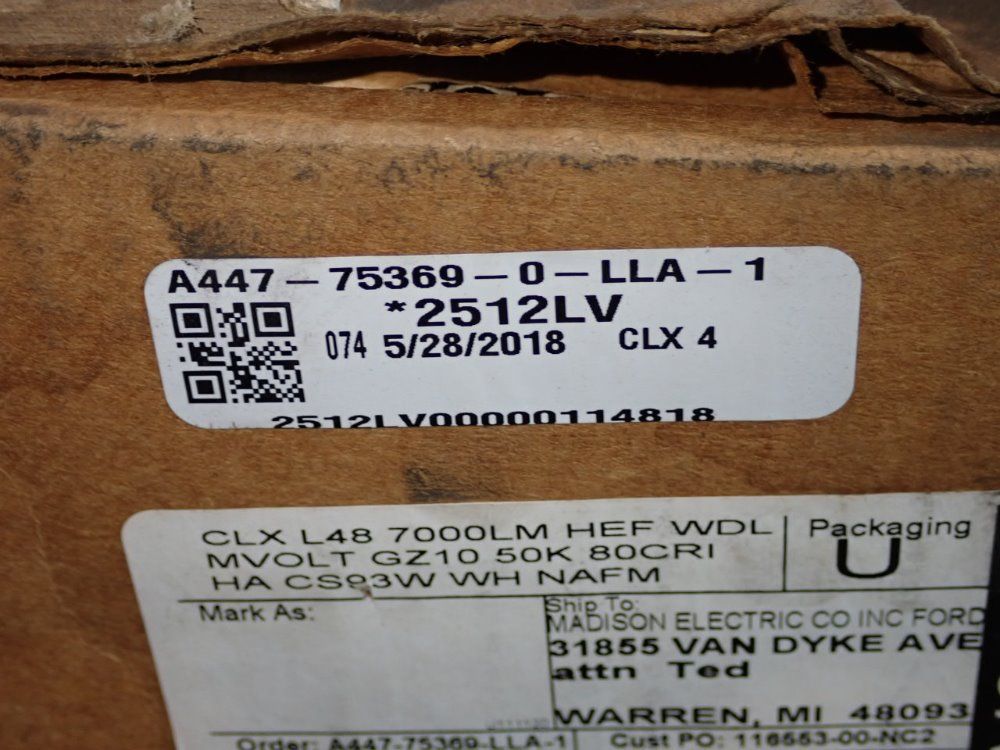 A447-75369-0-LLA-1
*2512LV
074 5/28/2018 CLX 4
2512LV00000114818
CLX L48 7000LM HEF WDL
MVOLT GZ10 50K 80CRI
HA CS93W WH NAFM
Packaging
U
Mark As:
Ship To:
MADISON ELECTRIC CO INC FORD
31855 VAN DYKE AVE
attn Ted
WARREN, MI 48093
Order: A447-75369-LLA-1
Cust PO: 116553-00-NC2